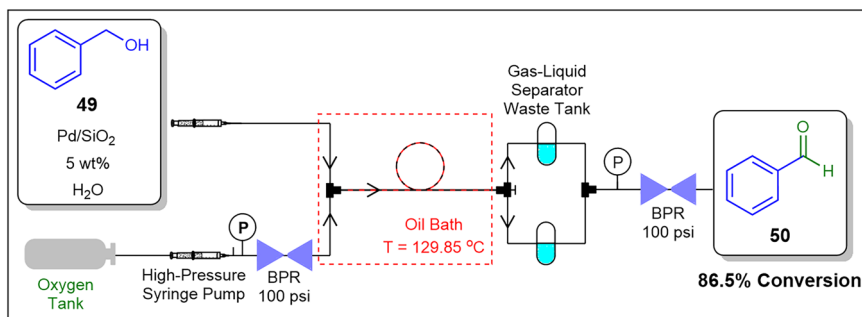 OH
49
Pd/SiO₂
5 wt%
H₂O
Oxygen
Tank
High-Pressure
Syringe Pump
P
BPR
100 psi
Oil Bath
T = 129.85 ⁰C
Gas-Liquid
Separator
Waste Tank
P
BPR
100 psi
O
H
50
86.5% Conversion